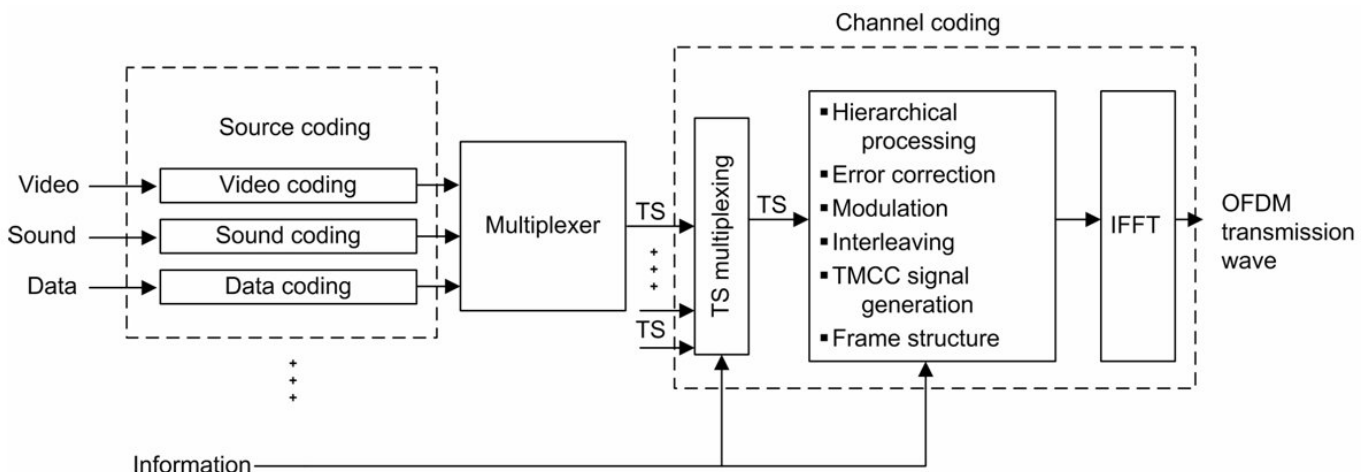 Channel coding
Source coding
Video
Video coding
Sound
Sound coding
Data
Data coding
Multiplexer
TS
+
+
+
TS
TS multiplexing
TS
▪ Hierarchical
processing
▪ Error correction
▪ Modulation
▪ Interleaving
▪ TMCC signal
generation
▪ Frame structure
IFFT
OFDM
transmission
wave
+
+
+
Information